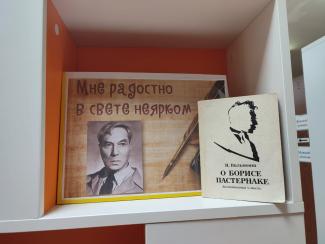 Мне радостно
в свете неярком
Н. Вильмонт
О БОРИСЕ
ПАСТЕРНАКЕ